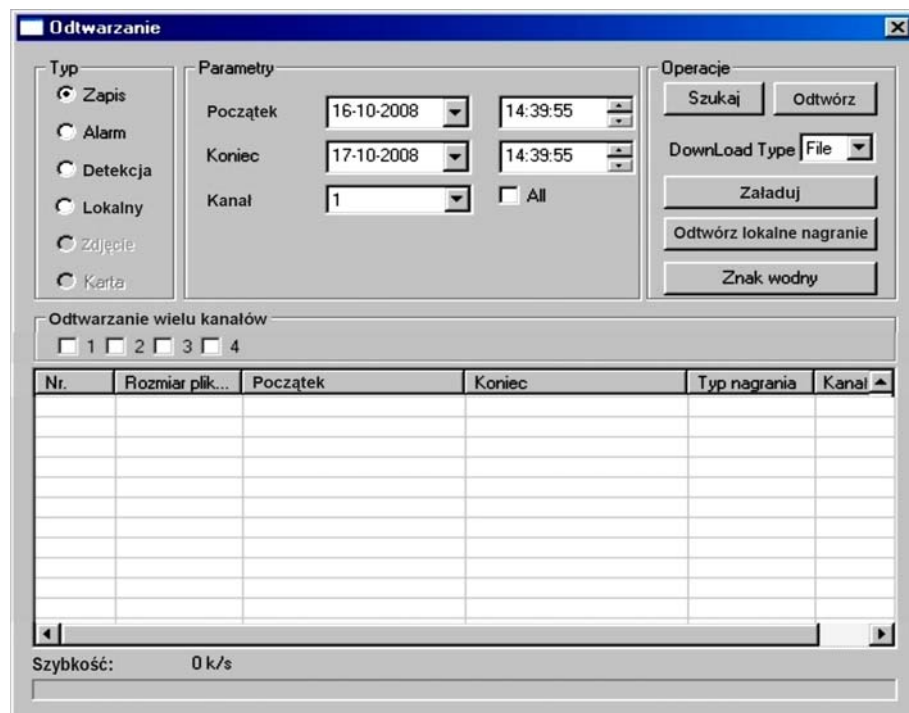 Odtwarzanie
Typ
Zapis
Alarm
Detekcja
Lokalny
Zdjęcie
Karta
Parametry
Początek 16-10-2008 14:39:55
Koniec 17-10-2008 14:39:55
Kanał 1 All
Operacje
Szukaj Odtwórz
DownLoad Type File
Załaduj
Odtwórz lokalne nagranie
Znak wodny
Odtwarzanie wielu kanałów
1 2 3 4
Nr. Rozmiar plik... Początek Koniec Typ nagrania Kanal
Szybkość: 0 k/s